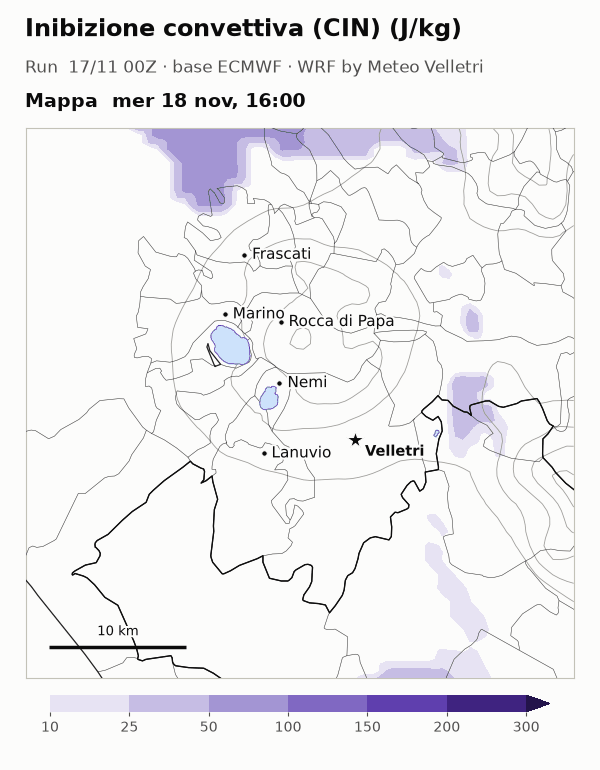 Inibizione convettiva (CIN) (J/kg)
Run 17/11 00Z · base ECMWF · WRF by Meteo Velletri
Mappa mer 18 nov, 16:00
Frascati
Marino
Rocca di Papa
Nemi
Velletri
Lanuvio
10 km
10 25 50 100 150 200 300